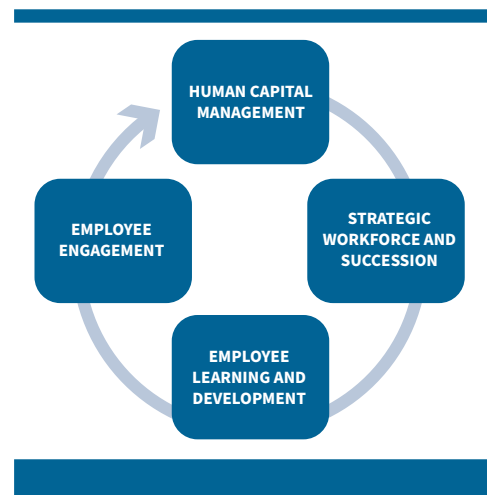 HUMAN CAPITAL
MANAGEMENT
STRATEGIC
WORKFORCE AND
SUCCESSION
EMPLOYEE
LEARNING AND
DEVELOPMENT
EMPLOYEE
ENGAGEMENT